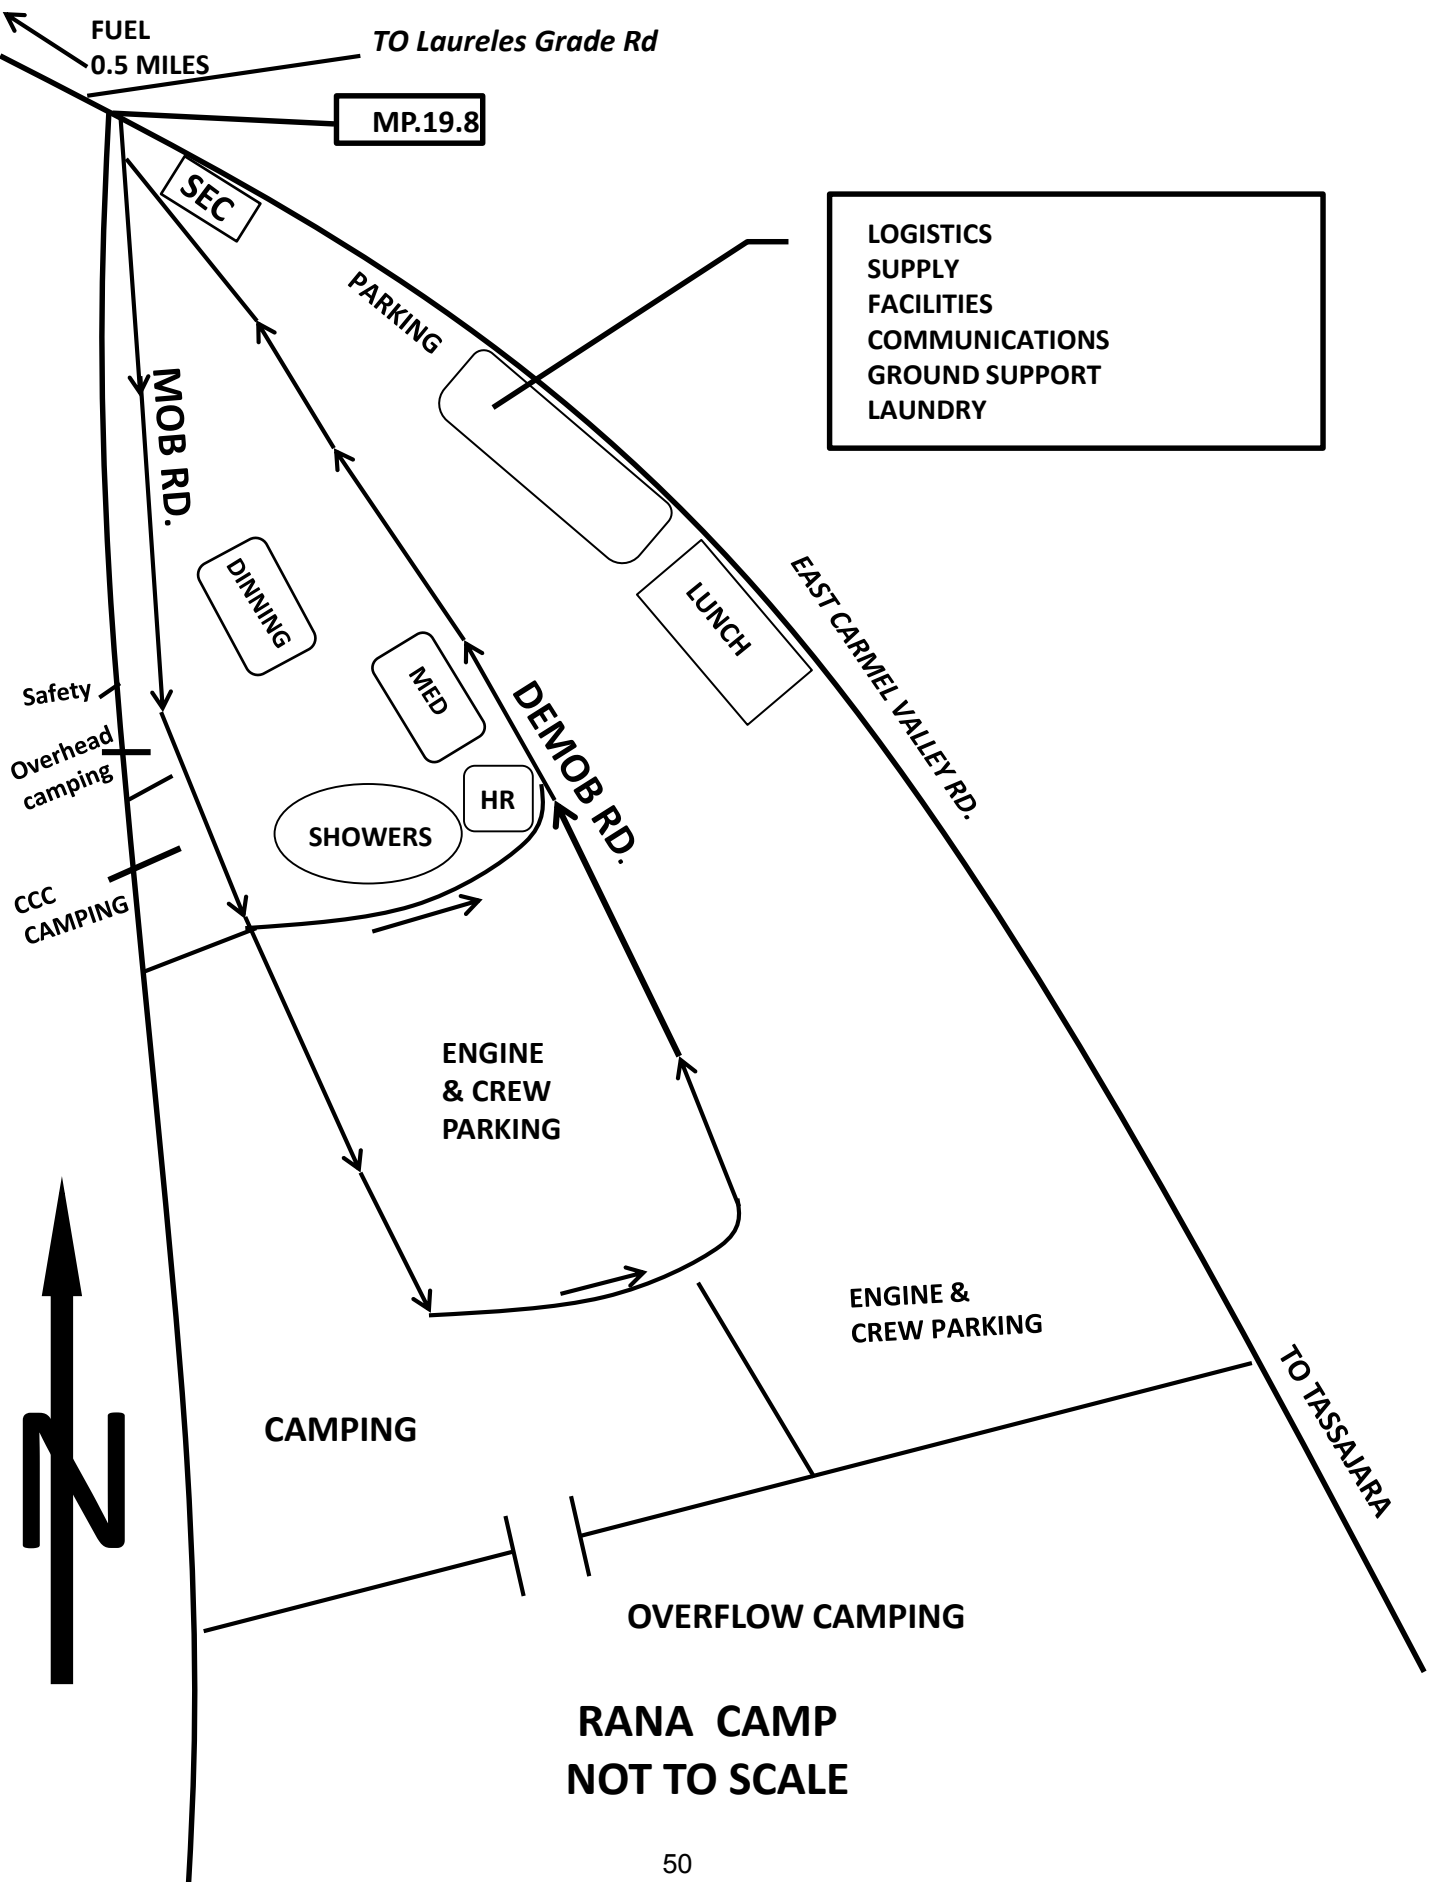 FUEL
0.5 MILES
TO Laureles Grade Rd
MP.19.8
SEC
PARKING
LOGISTICS
SUPPLY
FACILITIES
COMMUNICATIONS
GROUND SUPPORT
LAUNDRY
MOB RD.
DINNING
MED
LUNCH
EAST CARMEL VALLEY RD.
DEMOB RD.
HR
SHOWERS
Safety
Overhead
camping
CCC
CAMPING
ENGINE
& CREW
PARKING
ENGINE &
CREW PARKING
TO TASSAJARA
CAMPING
N
OVERFLOW CAMPING
RANA CAMP
NOT TO SCALE
50